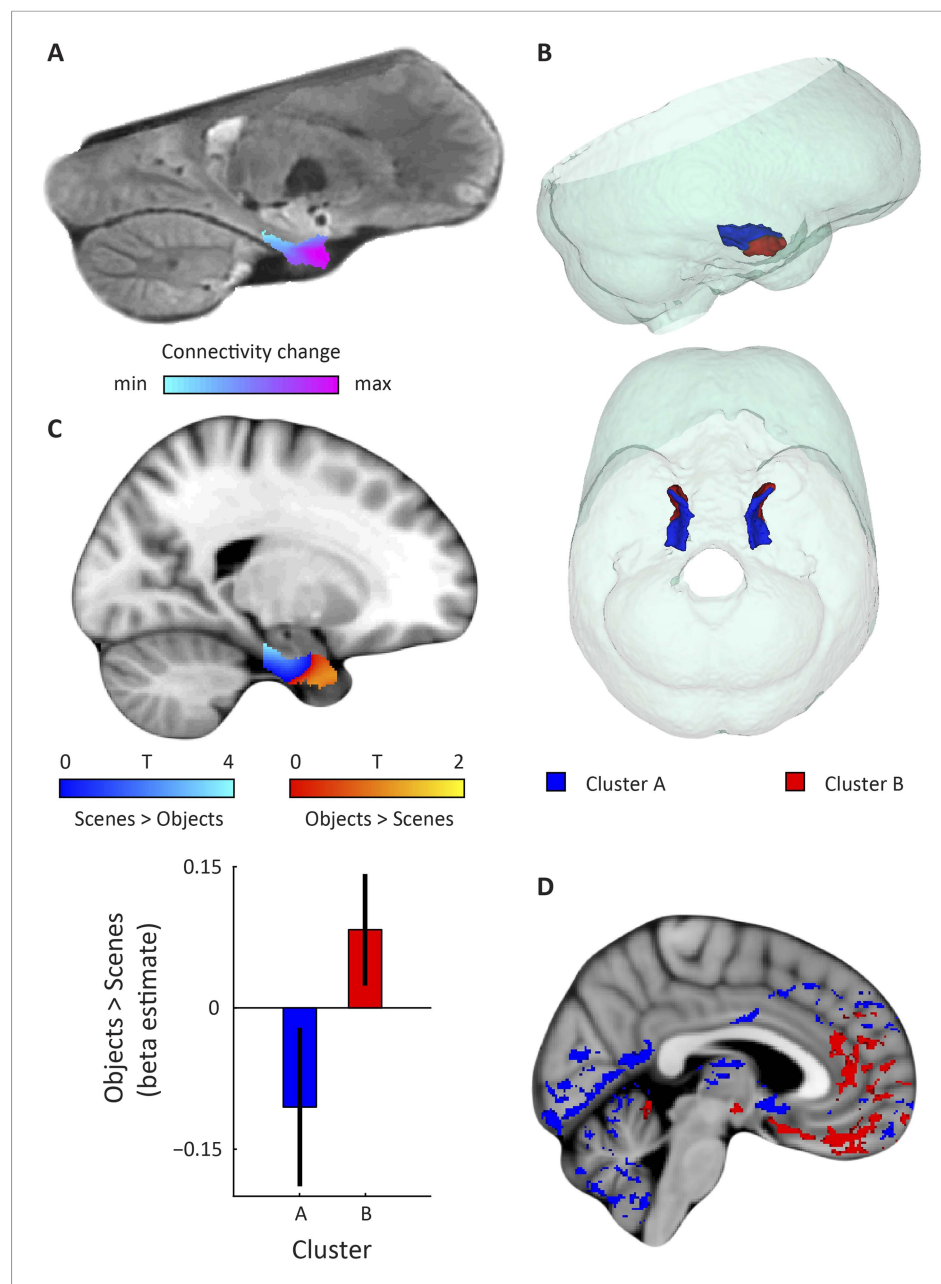 A
Connectivity change
min
max
B
Cluster A
Cluster B
C
0 T 4
Scenes > Objects
0 T 2
Objects > Scenes
0.15
0
−0.15
Objects > Scenes
(beta estimate)
A
B
Cluster
D